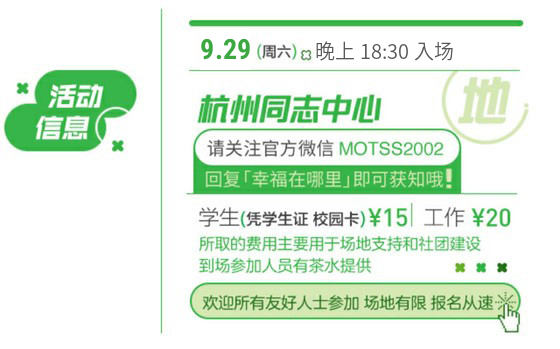 活动
信息
9.29（周六）晚上 18:30 入场
地
杭州同志中心
请关注官方微信 MOTSS2002
回复「幸福在哪里」即可获知哦！
学生(凭学生证 校园卡)¥15 工作 ¥20
所取的费用主要用于场地支持和社团建设
到场参加人员有茶水提供
欢迎所有友好人士参加 场地有限 报名从速